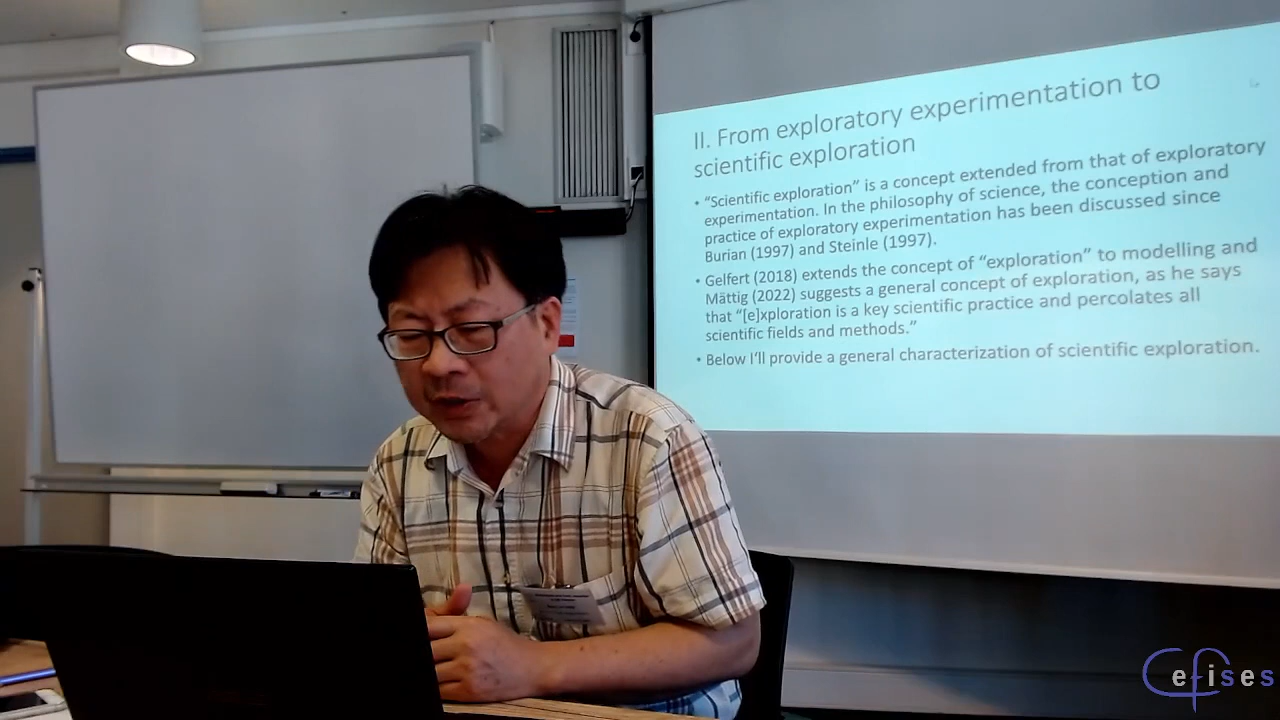 II. From exploratory experimentation to
scientific exploration
• “Scientific exploration” is a concept extended from that of exploratory
experimentation. In the philosophy of science, the conception and
practice of exploratory experimentation has been discussed since
Burian (1997) and Steinle (1997).
• Gelfert (2018) extends the concept of “exploration” to modelling and
Mättig (2022) suggests a general concept of exploration, as he says
that “[e]xploration is a key scientific practice and percolates all
scientific fields and methods.”
• Below I’ll provide a general characterization of scientific exploration.
Cefises